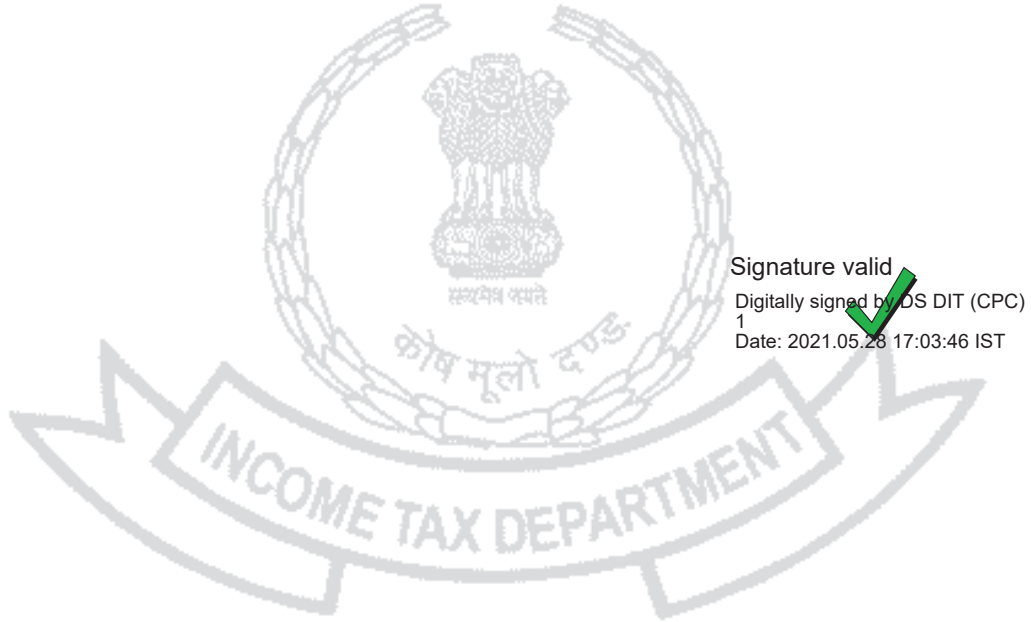 सत्यमेव जयते
Signature valid
Digitally signed by DS DIT (CPC)
1
Date: 2021.05.28 17:03:46 IST
कोष मूलो दण्डः
INCOME TAX DEPARTMENT